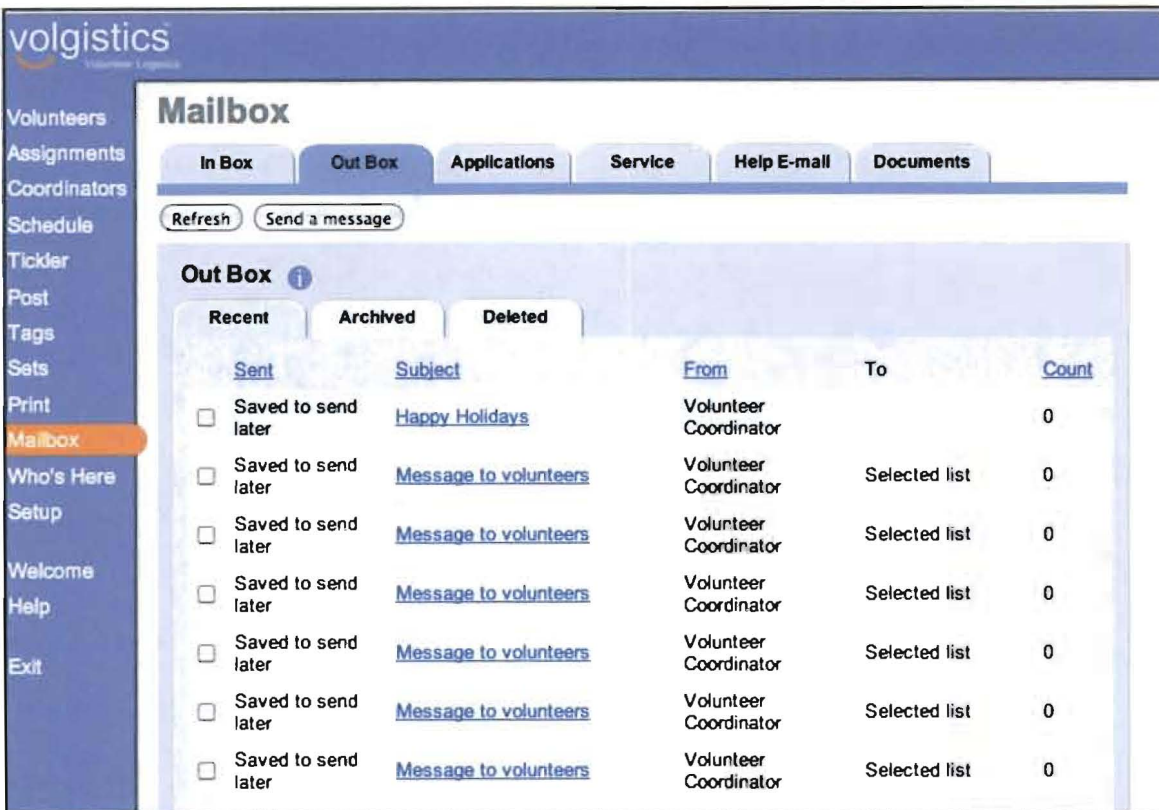 volgistics
Volunteer Logistics
Volunteers
Assignments
Coordinators
Schedule
Tickler
Post
Tags
Sets
Print
Mailbox
Who's Here
Setup
Welcome
Help
Exit
Mailbox
In Box Out Box Applications Service Help E-mail Documents
Refresh Send a message
Out Box i
Recent Archived Deleted
Sent Subject From To Count
Saved to send later Happy Holidays Volunteer Coordinator 0
Saved to send later Message to volunteers Volunteer Coordinator Selected list 0
Saved to send later Message to volunteers Volunteer Coordinator Selected list 0
Saved to send later Message to volunteers Volunteer Coordinator Selected list 0
Saved to send later Message to volunteers Volunteer Coordinator Selected list 0
Saved to send later Message to volunteers Volunteer Coordinator Selected list 0
Saved to send later Message to volunteers Volunteer Coordinator Selected list 0